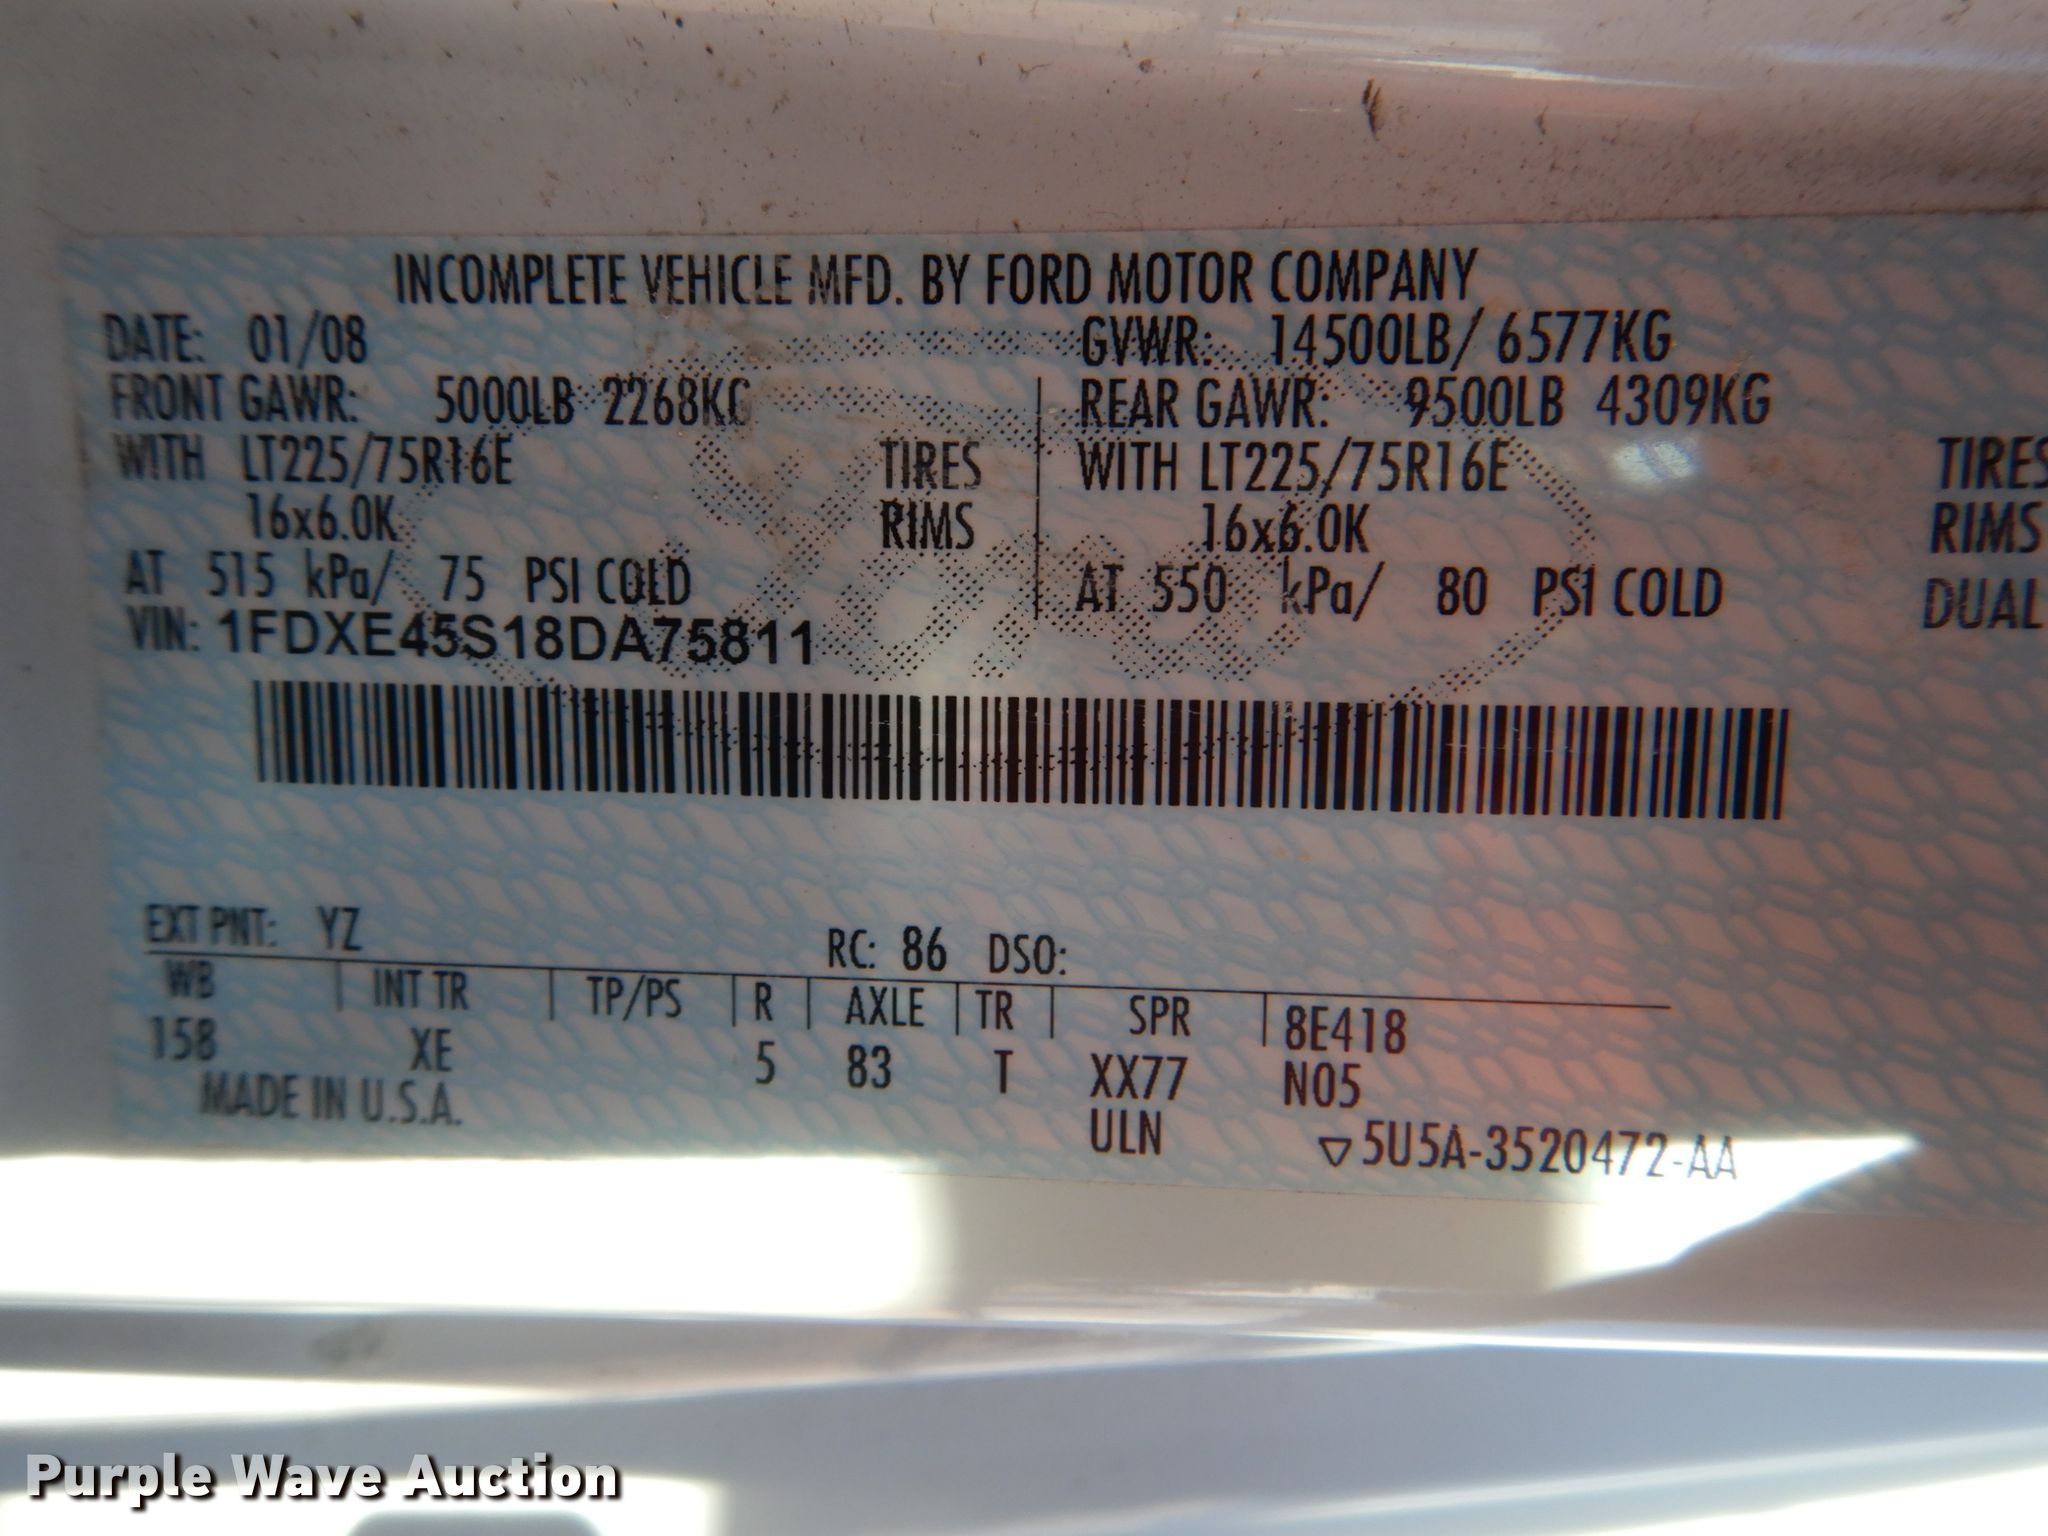 INCOMPLETE VEHICLE MFD. BY FORD MOTOR COMPANY
DATE: 01/08 GVWR: 14500LB/ 6577KG
FRONT GAWR: 5000LB 2268KG REAR GAWR: 9500LB 4309KG
WITH LT225/75R16E TIRES WITH LT225/75R16E TIRES
16x6.0K RIMS 16x6.0K RIMS
AT 515 kPa/ 75 PSI COLD AT 550 kPa/ 80 PSI COLD DUAL
VIN: 1FDXE45S18DA75811
Ford
EXT PNT: YZ RC: 86 DSO:
WB INT TR TP/PS R AXLE TR SPR 8E418
158 XE 5 83 T XX77 N05
MADE IN U.S.A. ULN ▽5U5A-3520472-AA
Purple Wave Auction